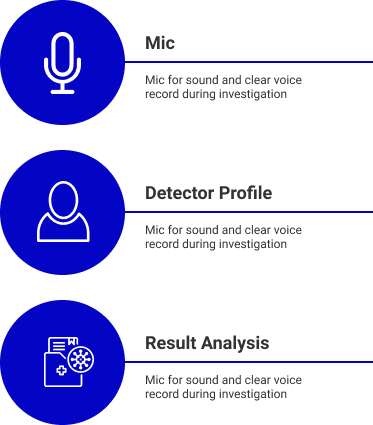 Mic
Mic for sound and clear voice
record during investigation
Detector Profile
Mic for sound and clear voice
record during investigation
Result Analysis
Mic for sound and clear voice
record during investigation